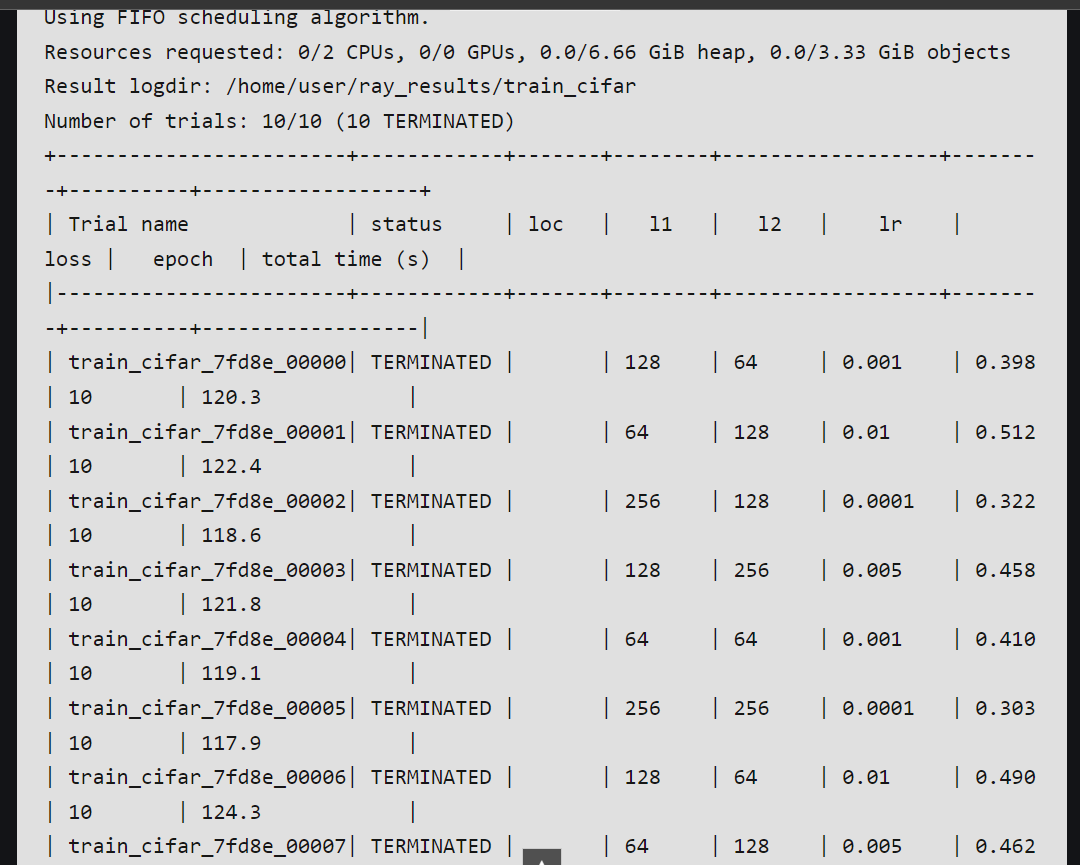 Using FIFO scheduling algorithm.
Resources requested: 0/2 CPUs, 0/0 GPUs, 0.0/6.66 GiB heap, 0.0/3.33 GiB objects
Result logdir: /home/user/ray_results/train_cifar
Number of trials: 10/10 (10 TERMINATED)
+------------------------+------------+-------+--------+------------------+-------
-+----------+------------------+
| Trial name             | status     | loc   |   l1   |   l2   |    lr    |
loss |   epoch  | total time (s)  |
|------------------------+------------+-------+--------+------------------+-------
-+----------+------------------|
| train_cifar_7fd8e_00000| TERMINATED |       | 128    | 64     | 0.001    | 0.398
| 10       | 120.3            |
| train_cifar_7fd8e_00001| TERMINATED |       | 64     | 128    | 0.01     | 0.512
| 10       | 122.4            |
| train_cifar_7fd8e_00002| TERMINATED |       | 256    | 128    | 0.0001   | 0.322
| 10       | 118.6            |
| train_cifar_7fd8e_00003| TERMINATED |       | 128    | 256    | 0.005    | 0.458
| 10       | 121.8            |
| train_cifar_7fd8e_00004| TERMINATED |       | 64     | 64     | 0.001    | 0.410
| 10       | 119.1            |
| train_cifar_7fd8e_00005| TERMINATED |       | 256    | 256    | 0.0001   | 0.303
| 10       | 117.9            |
| train_cifar_7fd8e_00006| TERMINATED |       | 128    | 64     | 0.01     | 0.490
| 10       | 124.3            |
| train_cifar_7fd8e_00007| TERMINATED |       | 64     | 128    | 0.005    | 0.462